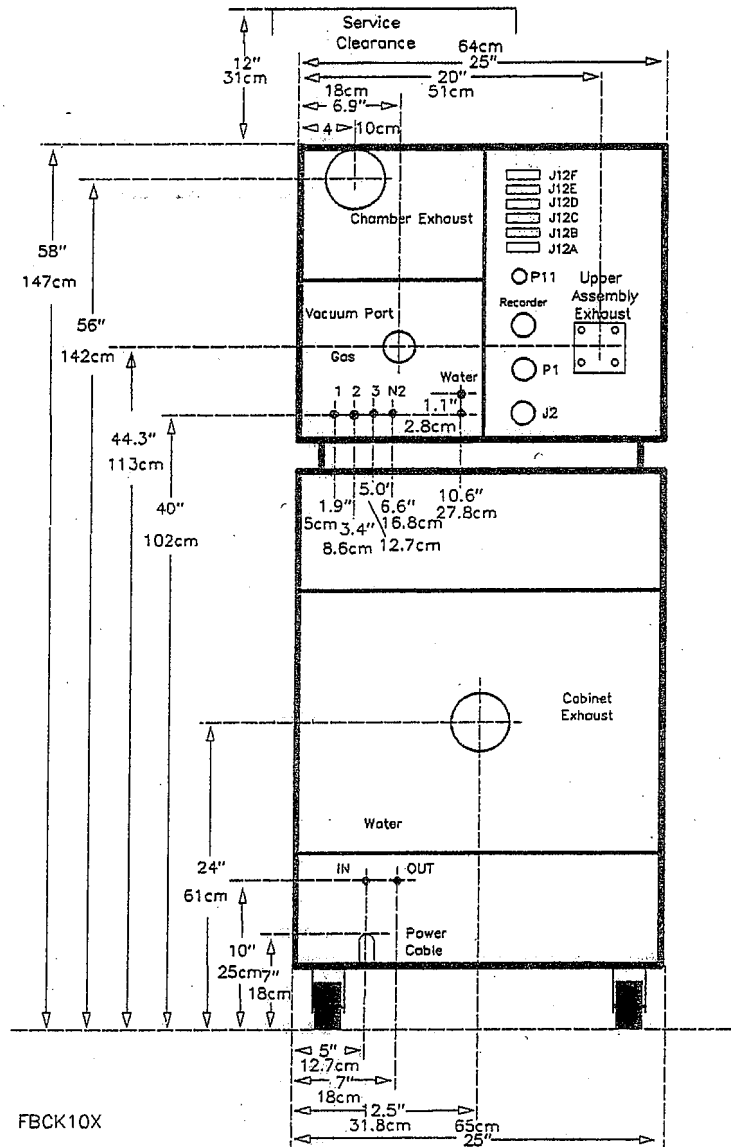 Service
Clearance
64cm
25"
12"
31cm
20"
51cm
18cm
6.9"
4
10cm
J12F
J12E
J12D
J12C
J12B
J12A
Chamber Exhaust
58"
147cm
P11
Upper
Assembly
Exhaust
Recorder
56"
142cm
Vacuum Port
Gas
P1
Water
1 2 3 N2
1.1"
2.8cm
J2
44.3"
113cm
40"
102cm
1.9"
5cm
3.4"
8.6cm
5.0'
12.7cm
6.6"
16.8cm
10.6"
27.8cm
Cabinet
Exhaust
Water
24"
61cm
IN
OUT
10"
25cm
7"
18cm
Power
Cable
5"
12.7cm
7"
18cm
2.5"
31.8cm
65cm
25"
FBCK10X